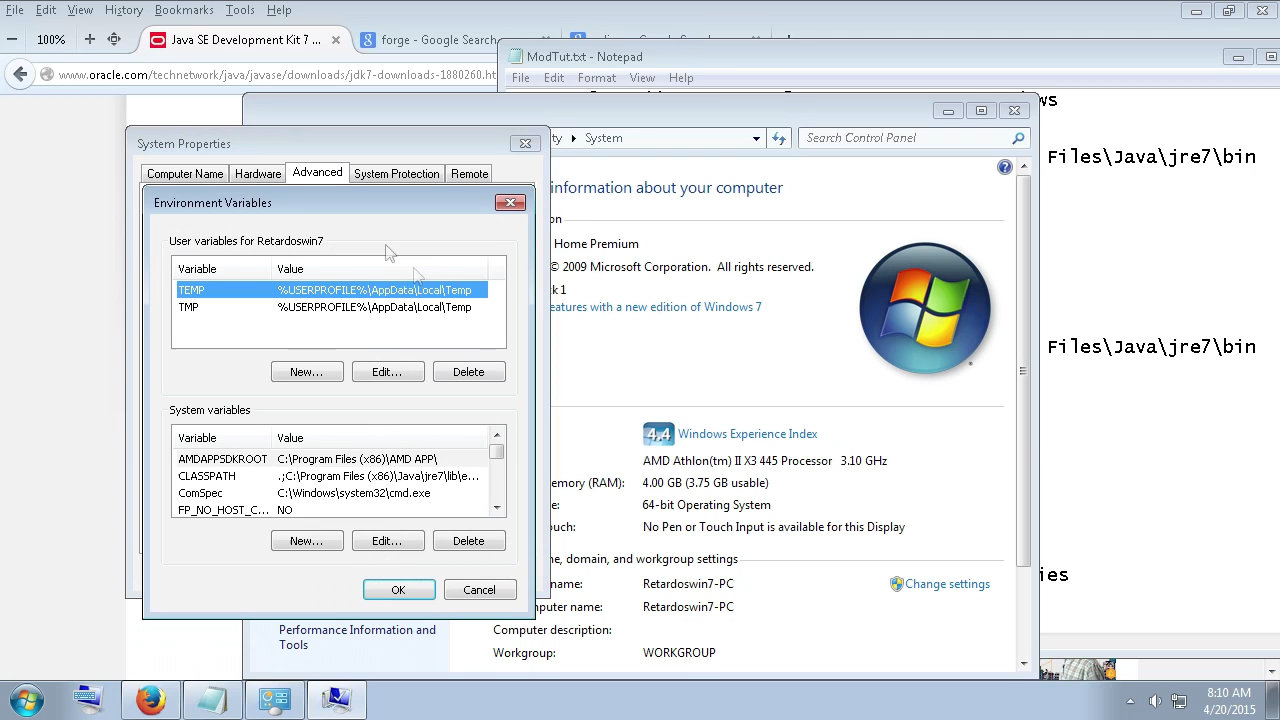 File Edit View History Bookmarks Tools Help
100%
Java SE Development Kit 7 ...
forge - Google Search
www.oracle.com/technetwork/java/javase/downloads/jdk7-downloads-1880260.ht
ModTut.txt - Notepad
File Edit Format View Help
ws
Files\Java\jre7\bin
Files\Java\jre7\bin
ies
System
Search Control Panel
information about your computer
on
Home Premium
© 2009 Microsoft Corporation. All rights reserved.
ck 1
eatures with a new edition of Windows 7
4.4 Windows Experience Index
AMD Athlon(tm) II X3 445 Processor 3.10 GHz
emory (RAM): 4.00 GB (3.75 GB usable)
64-bit Operating System
No Pen or Touch Input is available for this Display
me, domain, and workgroup settings
name: Retardoswin7-PC
Change settings
omputer name: Retardoswin7-PC
Computer description:
Workgroup: WORKGROUP
Performance Information and
Tools
System Properties
Computer Name Hardware Advanced System Protection Remote
Environment Variables
User variables for Retardoswin7
Variable Value
TEMP %USERPROFILE%\AppData\Local\Temp
TMP %USERPROFILE%\AppData\Local\Temp
New... Edit... Delete
System variables
Variable Value
AMDAPPSDKROOT C:\Program Files (x86)\AMD APP\
CLASSPATH .;C:\Program Files (x86)\Java\jre7\lib\e...
ComSpec C:\Windows\system32\cmd.exe
FP_NO_HOST_C... NO
New... Edit... Delete
OK Cancel
8:10 AM
4/20/2015